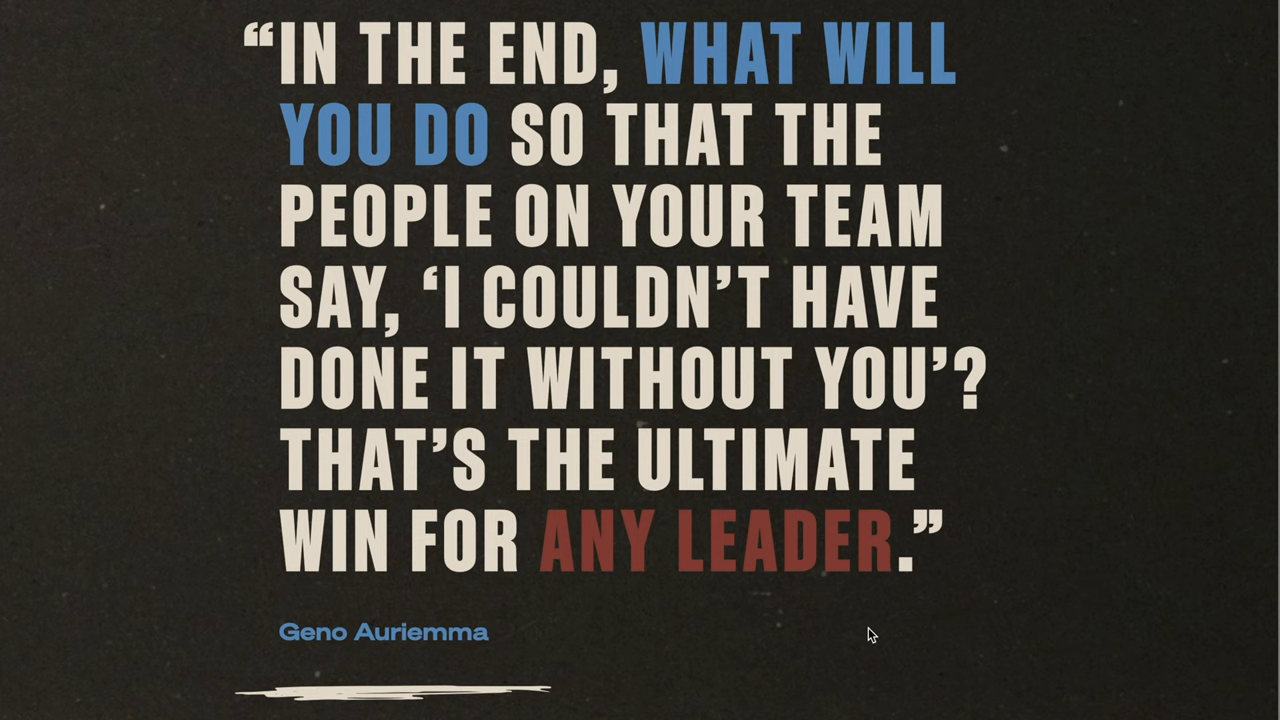 “IN THE END, WHAT WILL
YOU DO SO THAT THE
PEOPLE ON YOUR TEAM
SAY, ‘I COULDN’T HAVE
DONE IT WITHOUT YOU’?
THAT’S THE ULTIMATE
WIN FOR ANY LEADER.”
Geno Auriemma